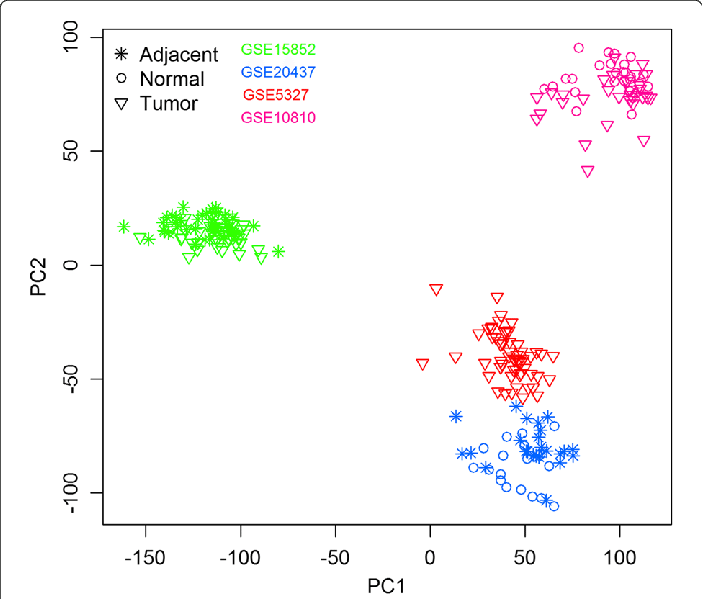 Adjacent
Normal
Tumor
GSE15852
GSE20437
GSE5327
GSE10810
PC2
100
50
0
-50
-100
-150
-100
-50
0
50
100
PC1